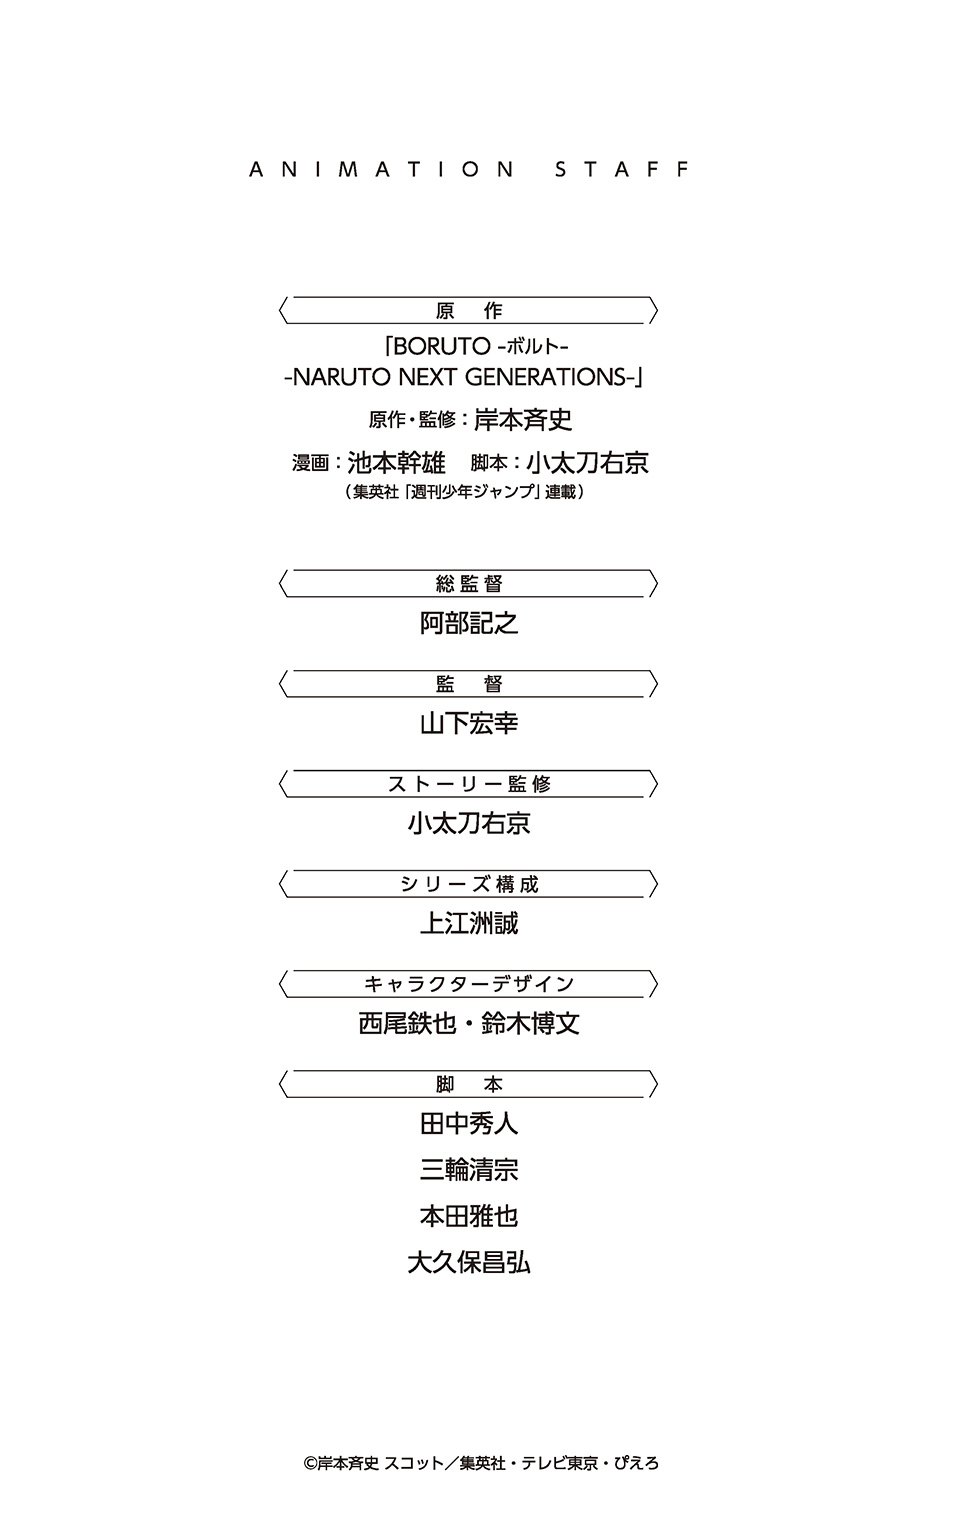 ANIMATION STAFF
原作
「BORUTO -ボルト-
-NARUTO NEXT GENERATIONS-」
原作・監修：岸本斉史
漫画：池本幹雄　脚本：小太刀右京
（集英社「週刊少年ジャンプ」連載）
総監督
阿部記之
監督
山下宏幸
ストーリー監修
小太刀右京
シリーズ構成
上江洲誠
キャラクターデザイン
西尾鉄也・鈴木博文
脚本
田中秀人
三輪清宗
本田雅也
大久保昌弘
©岸本斉史 スコット／集英社・テレビ東京・ぴえろ